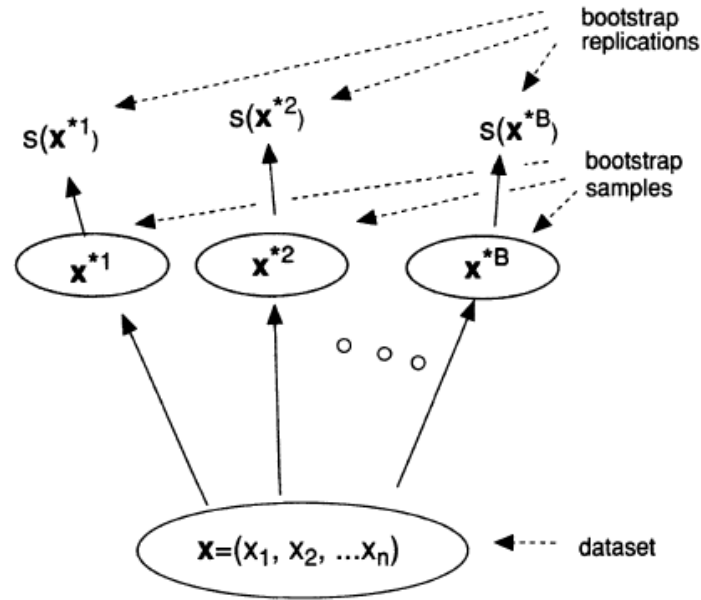 bootstrap
replications
s(x*1)
s(x*2)
s(x*B)
bootstrap
samples
x*1
x*2
x*B
x=(x1, x2, ...xn)
dataset